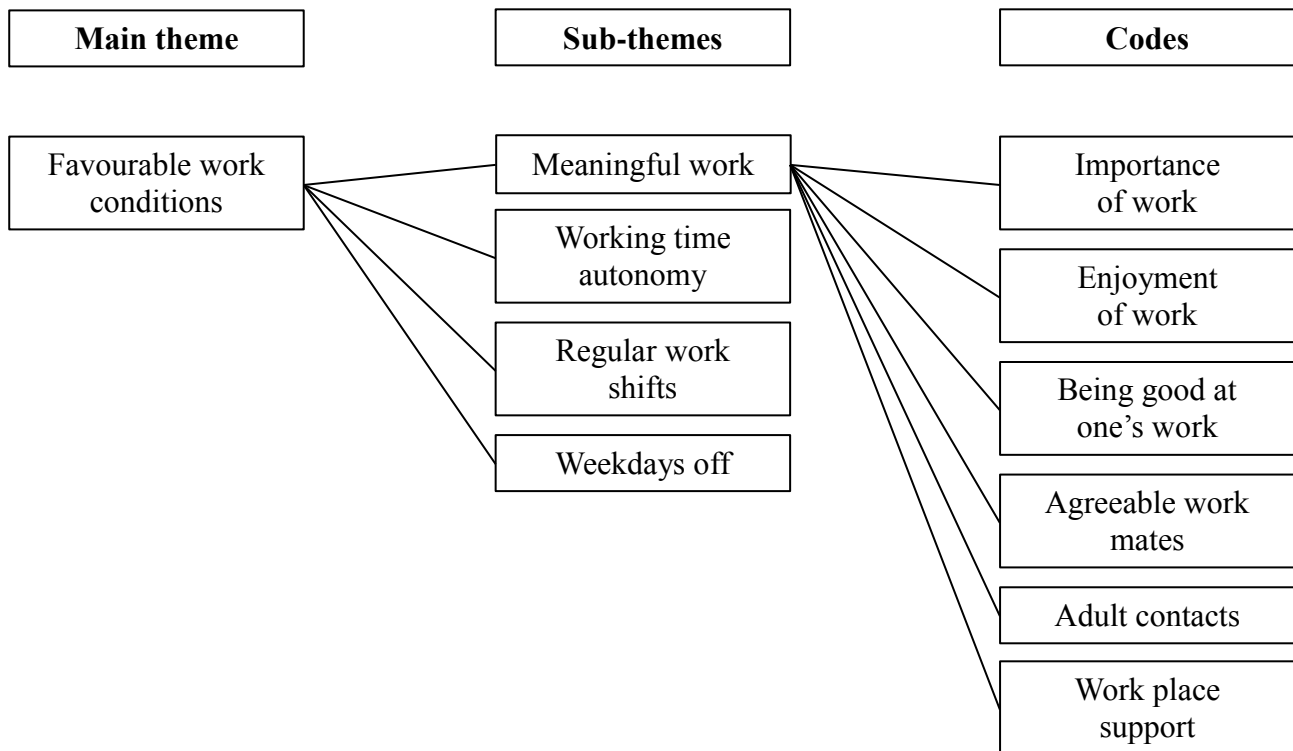 Main theme
Sub-themes
Codes
Favourable work
conditions
Meaningful work
Working time
autonomy
Regular work
shifts
Weekdays off
Importance
of work
Enjoyment
of work
Being good at
one’s work
Agreeable work
mates
Adult contacts
Work place
support